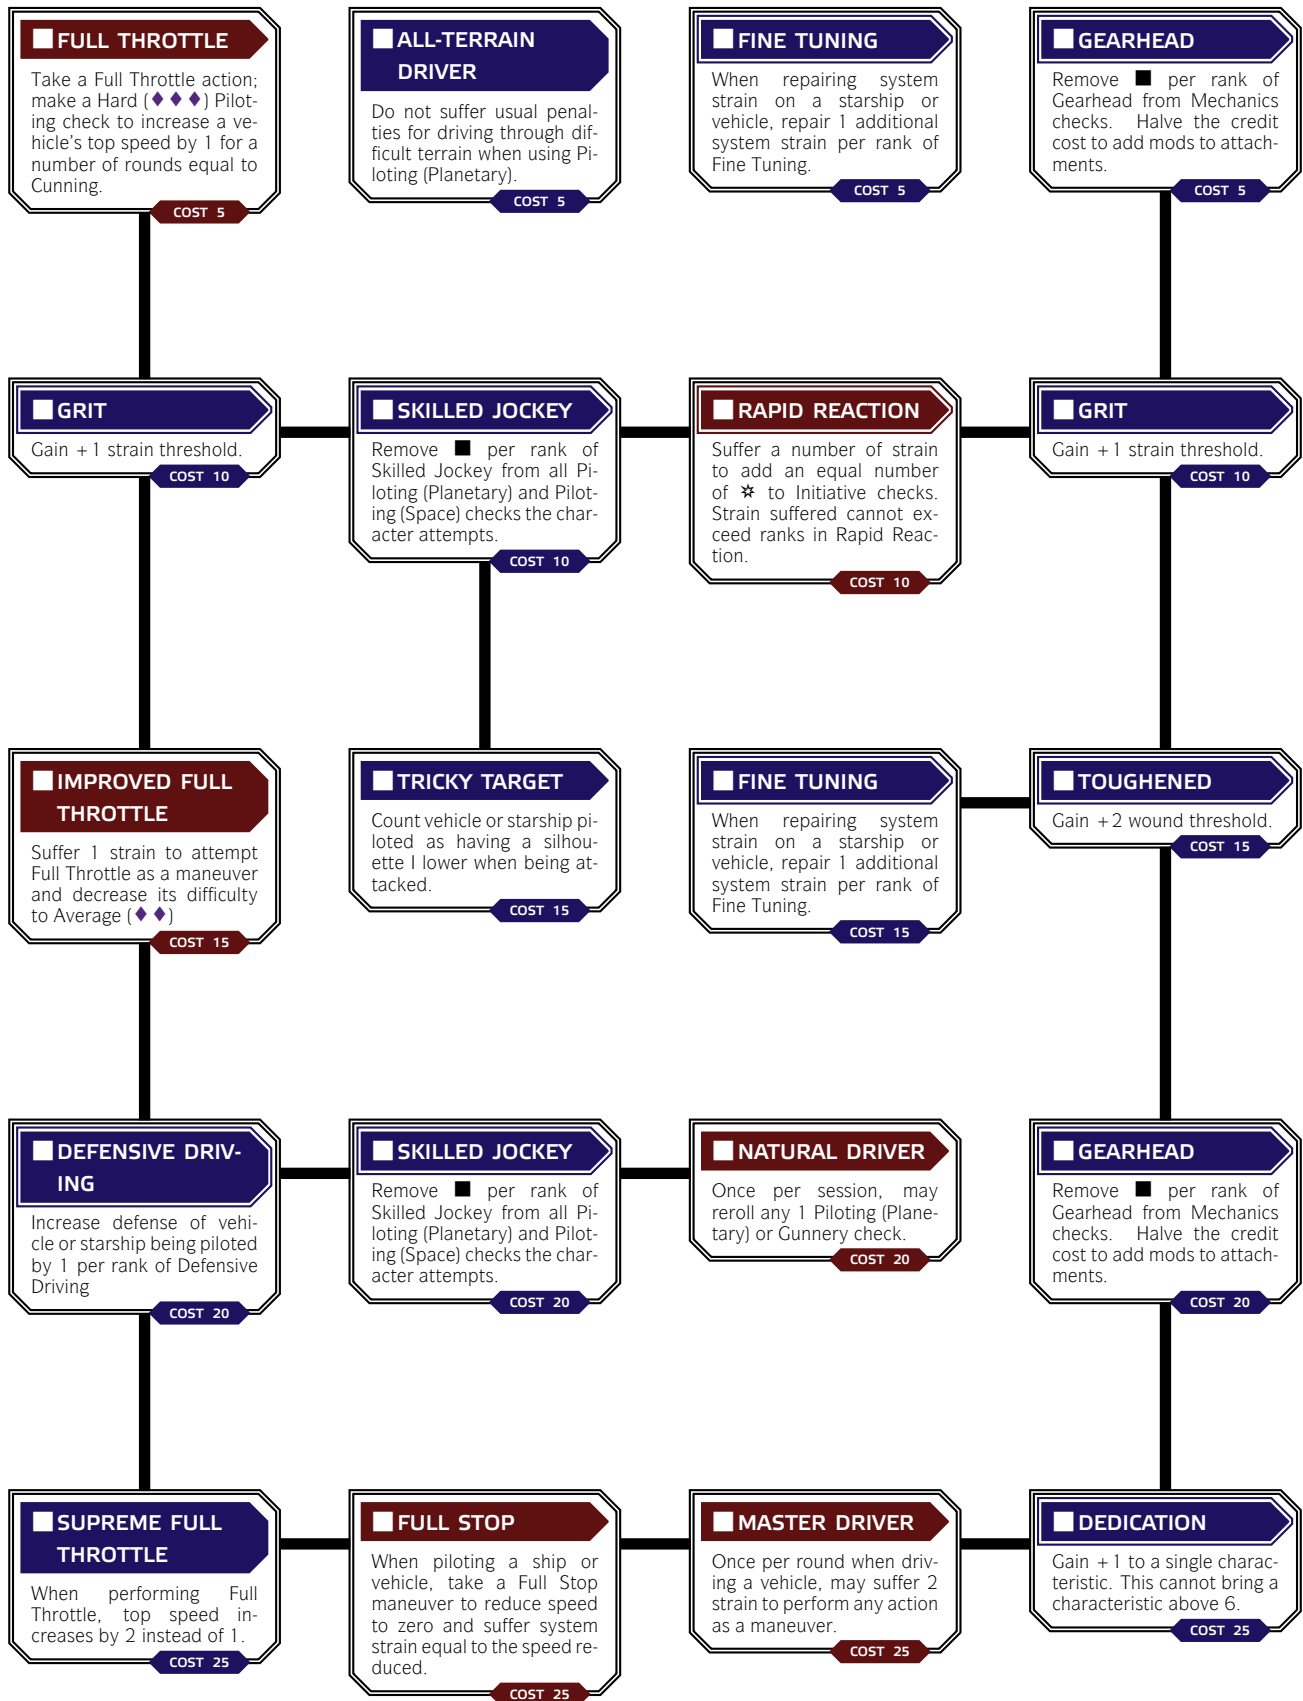 FULL THROTTLE
Take a Full Throttle action;
make a Hard (♦ ♦ ♦) Pilot-
ing check to increase a ve-
hicle's top speed by 1 for a
number of rounds equal to
Cunning.
COST 5
ALL-TERRAIN
DRIVER
Do not suffer usual penal-
ties for driving through dif-
ficult terrain when using Pi-
loting (Planetary).
COST 5
FINE TUNING
When repairing system
strain on a starship or
vehicle, repair 1 additional
system strain per rank of
Fine Tuning.
COST 5
GEARHEAD
Remove ■ per rank of
Gearhead from Mechanics
checks. Halve the credit
cost to add mods to attach-
ments.
COST 5
GRIT
Gain +1 strain threshold.
COST 10
SKILLED JOCKEY
Remove ■ per rank of
Skilled Jockey from all Pi-
loting (Planetary) and Pilot-
ing (Space) checks the char-
acter attempts.
COST 10
RAPID REACTION
Suffer a number of strain
to add an equal number
of ✲ to Initiative checks.
Strain suffered cannot ex-
ceed ranks in Rapid Reac-
tion.
COST 10
GRIT
Gain +1 strain threshold.
COST 10
IMPROVED FULL
THROTTLE
Suffer 1 strain to attempt
Full Throttle as a maneuver
and decrease its difficulty
to Average (♦ ♦)
COST 15
TRICKY TARGET
Count vehicle or starship pi-
loted as having a silhou-
ette I lower when being at-
tacked.
COST 15
FINE TUNING
When repairing system
strain on a starship or
vehicle, repair 1 additional
system strain per rank of
Fine Tuning.
COST 15
TOUGHENED
Gain +2 wound threshold.
COST 15
DEFENSIVE DRIV-
ING
Increase defense of vehi-
cle or starship being piloted
by 1 per rank of Defensive
Driving
COST 20
SKILLED JOCKEY
Remove ■ per rank of
Skilled Jockey from all Pi-
loting (Planetary) and Pilot-
ing (Space) checks the char-
acter attempts.
COST 20
NATURAL DRIVER
Once per session, may
reroll any 1 Piloting (Plane-
tary) or Gunnery check.
COST 20
GEARHEAD
Remove ■ per rank of
Gearhead from Mechanics
checks. Halve the credit
cost to add mods to attach-
ments.
COST 20
SUPREME FULL
THROTTLE
When performing Full
Throttle, top speed in-
creases by 2 instead of 1.
COST 25
FULL STOP
When piloting a ship or
vehicle, take a Full Stop
maneuver to reduce speed
to zero and suffer system
strain equal to the speed re-
duced.
COST 25
MASTER DRIVER
Once per round when driv-
ing a vehicle, may suffer 2
strain to perform any action
as a maneuver.
COST 25
DEDICATION
Gain +1 to a single charac-
teristic. This cannot bring a
characteristic above 6.
COST 25